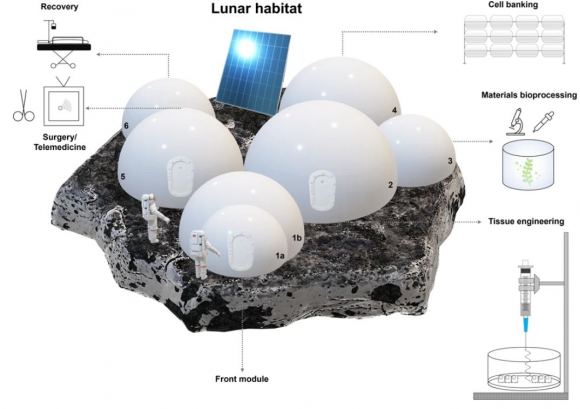 Recovery
Lunar habitat
Cell banking
Surgery/
Telemedicine
Materials bioprocessing
6
4
5
2
3
1b
1a
Tissue engineering
Front module